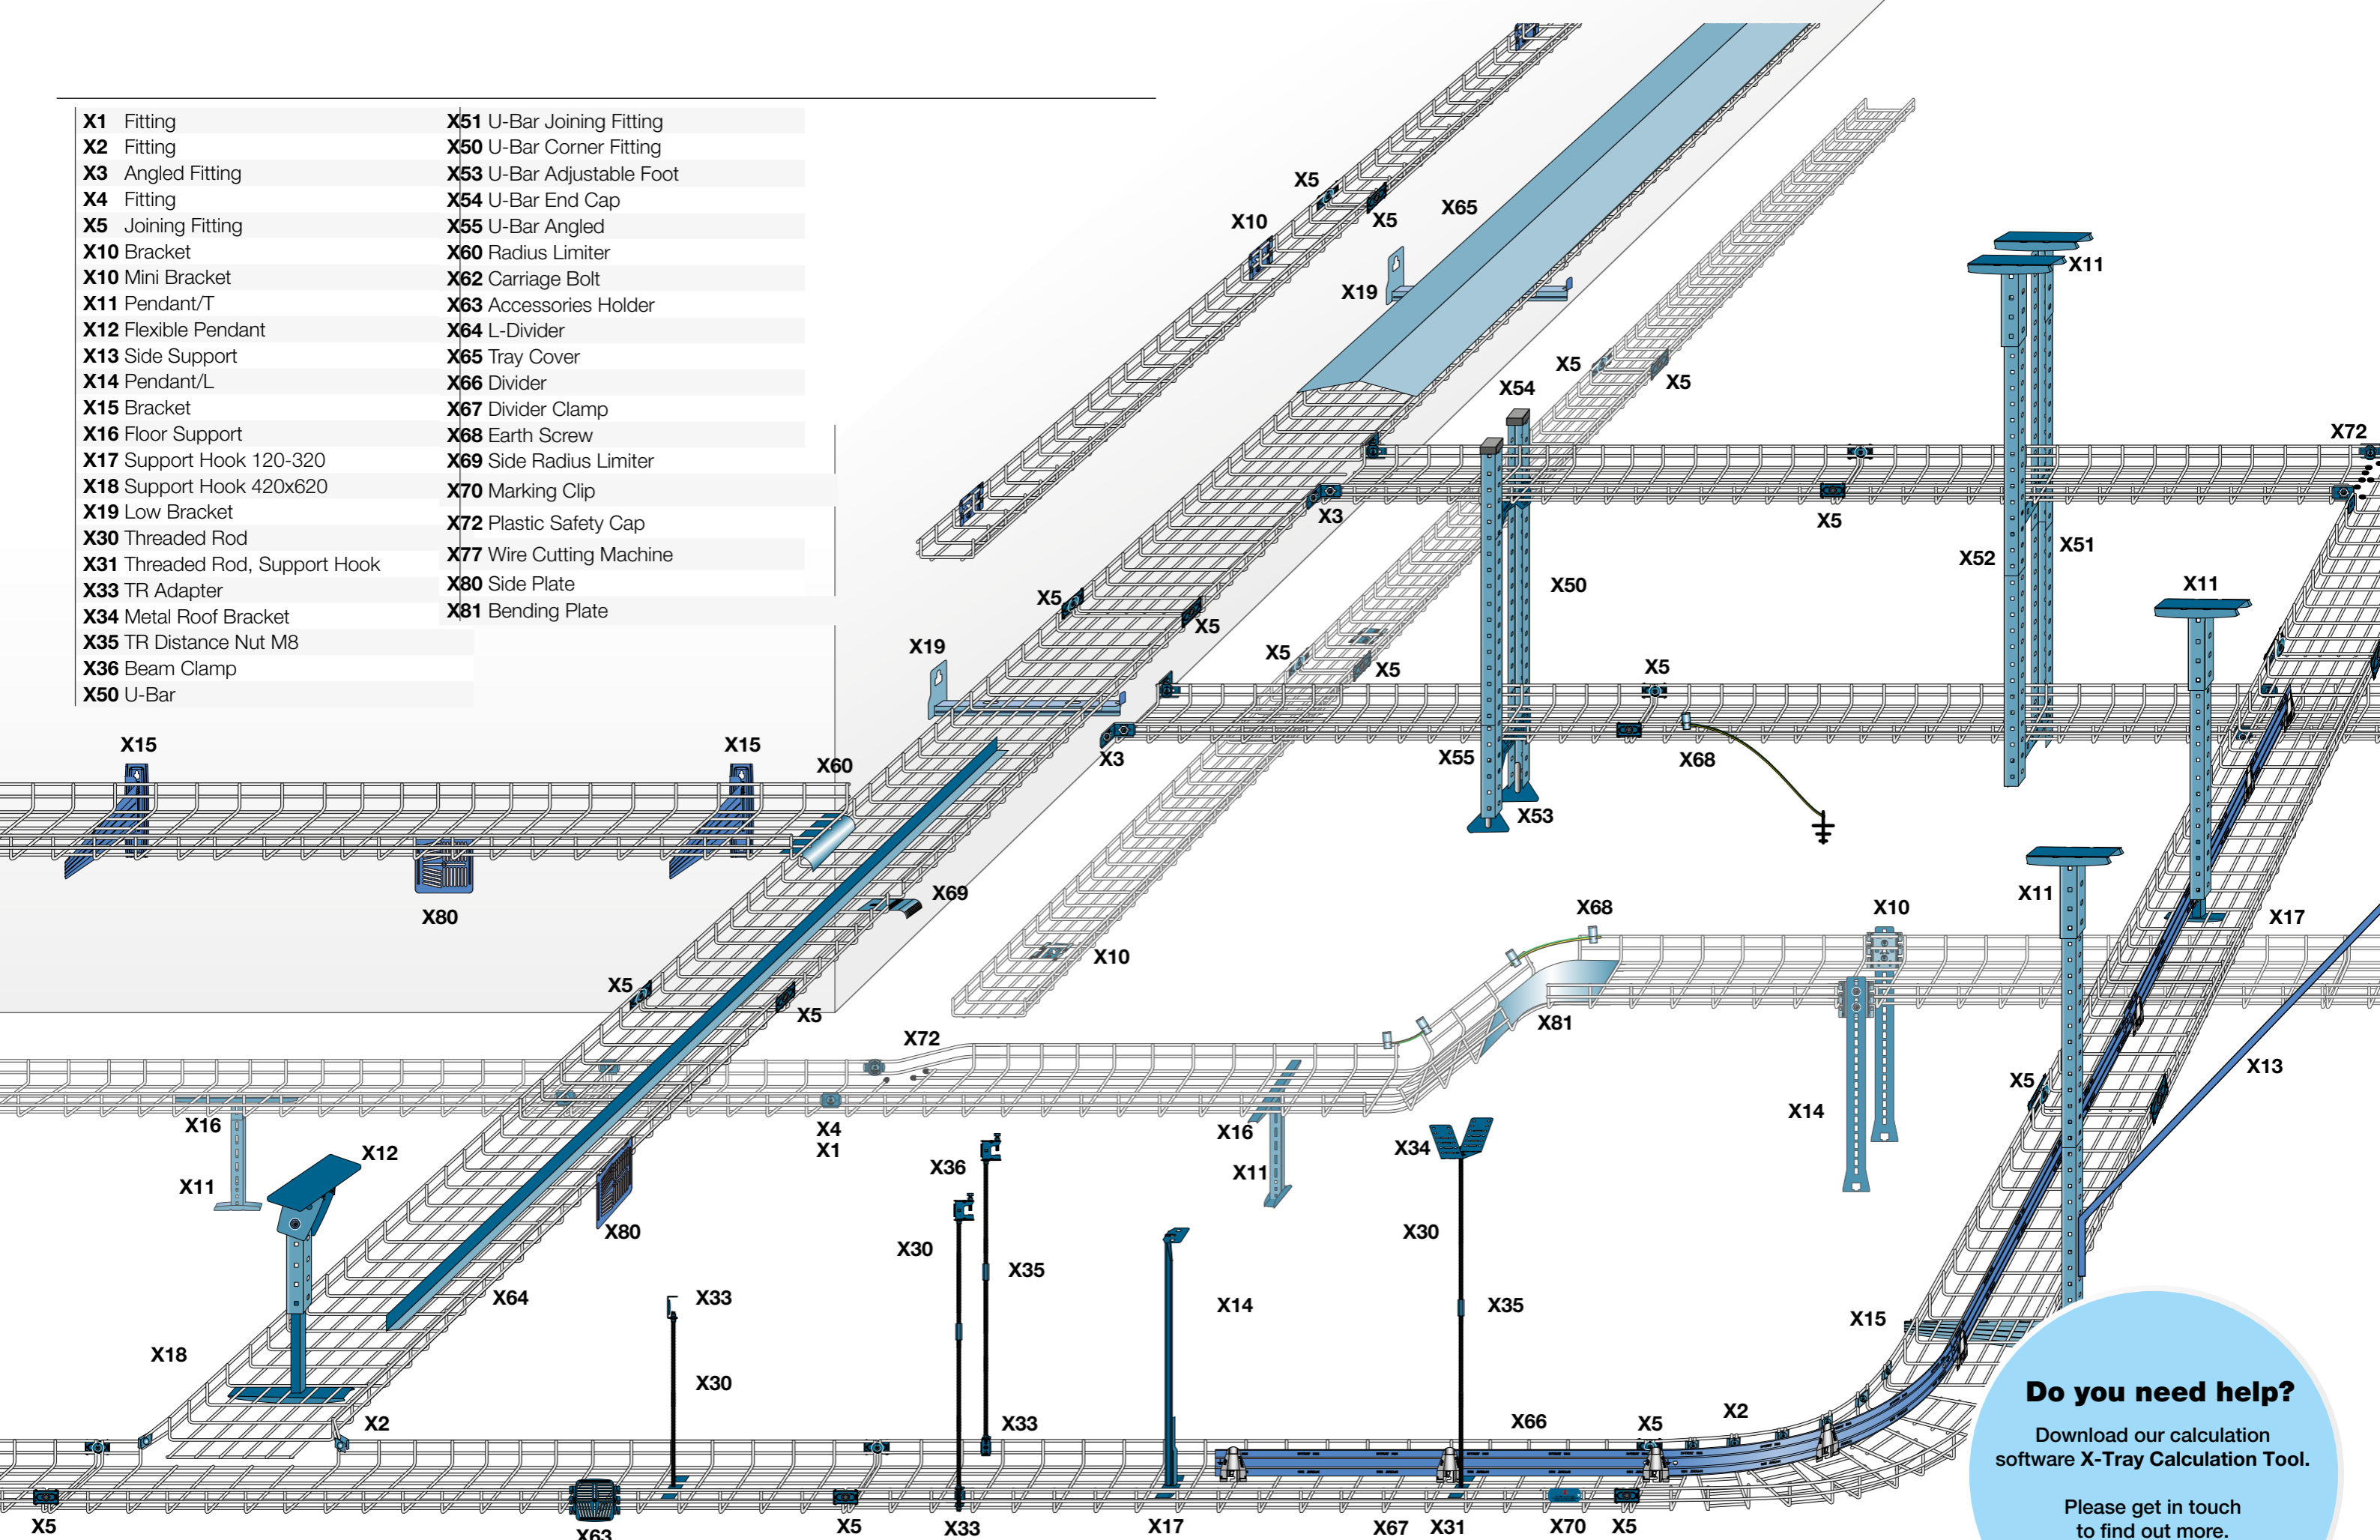 X1 Fitting
X2 Fitting
X3 Angled Fitting
X4 Fitting
X5 Joining Fitting
X10 Bracket
X10 Mini Bracket
X11 Pendant/T
X12 Flexible Pendant
X13 Side Support
X14 Pendant/L
X15 Bracket
X16 Floor Support
X17 Support Hook 120-320
X18 Support Hook 420x620
X19 Low Bracket
X30 Threaded Rod
X31 Threaded Rod, Support Hook
X33 TR Adapter
X34 Metal Roof Bracket
X35 TR Distance Nut M8
X36 Beam Clamp
X50 U-Bar
X51 U-Bar Joining Fitting
X50 U-Bar Corner Fitting
X53 U-Bar Adjustable Foot
X54 U-Bar End Cap
X55 U-Bar Angled
X60 Radius Limiter
X62 Carriage Bolt
X63 Accessories Holder
X64 L-Divider
X65 Tray Cover
X66 Divider
X67 Divider Clamp
X68 Earth Screw
X69 Side Radius Limiter
X70 Marking Clip
X72 Plastic Safety Cap
X77 Wire Cutting Machine
X80 Side Plate
X81 Bending Plate
X5
X10
X5
X65
X19
X11
X5
X5
X54
X72
X3
X5
X52
X51
X50
X11
X5
X5
X19
X5
X5
X5
X15
X15
X60
X3
X55
X68
X53
X80
X69
X11
X17
X68
X10
X10
X5
X5
X81
X72
X13
X5
X14
X16
X4
X1
X16
X12
X36
X34
X11
X11
X80
X30
X30
X35
X64
X33
X14
X35
X15
X18
X30
X2
X33
X66
X5
X2
X5
X63
X5
X33
X17
X67
X31
X70
X5
Do you need help?
Download our calculation
software X-Tray Calculation Tool.
Please get in touch
to find out more.